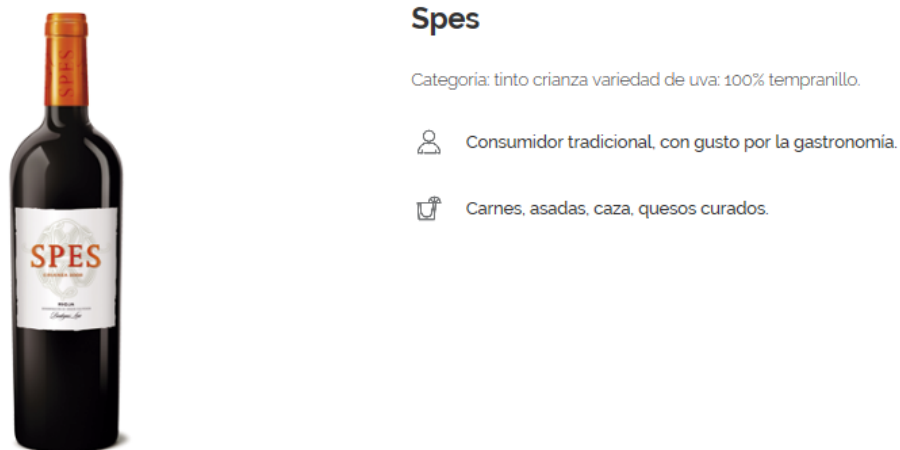 Spes
Categoria: tinto crianza variedad de uva: 100% tempranillo.
Consumidor tradicional, con gusto por la gastronomía.
Carnes, asadas, caza, quesos curados.
SPES
SPES
RIOJA